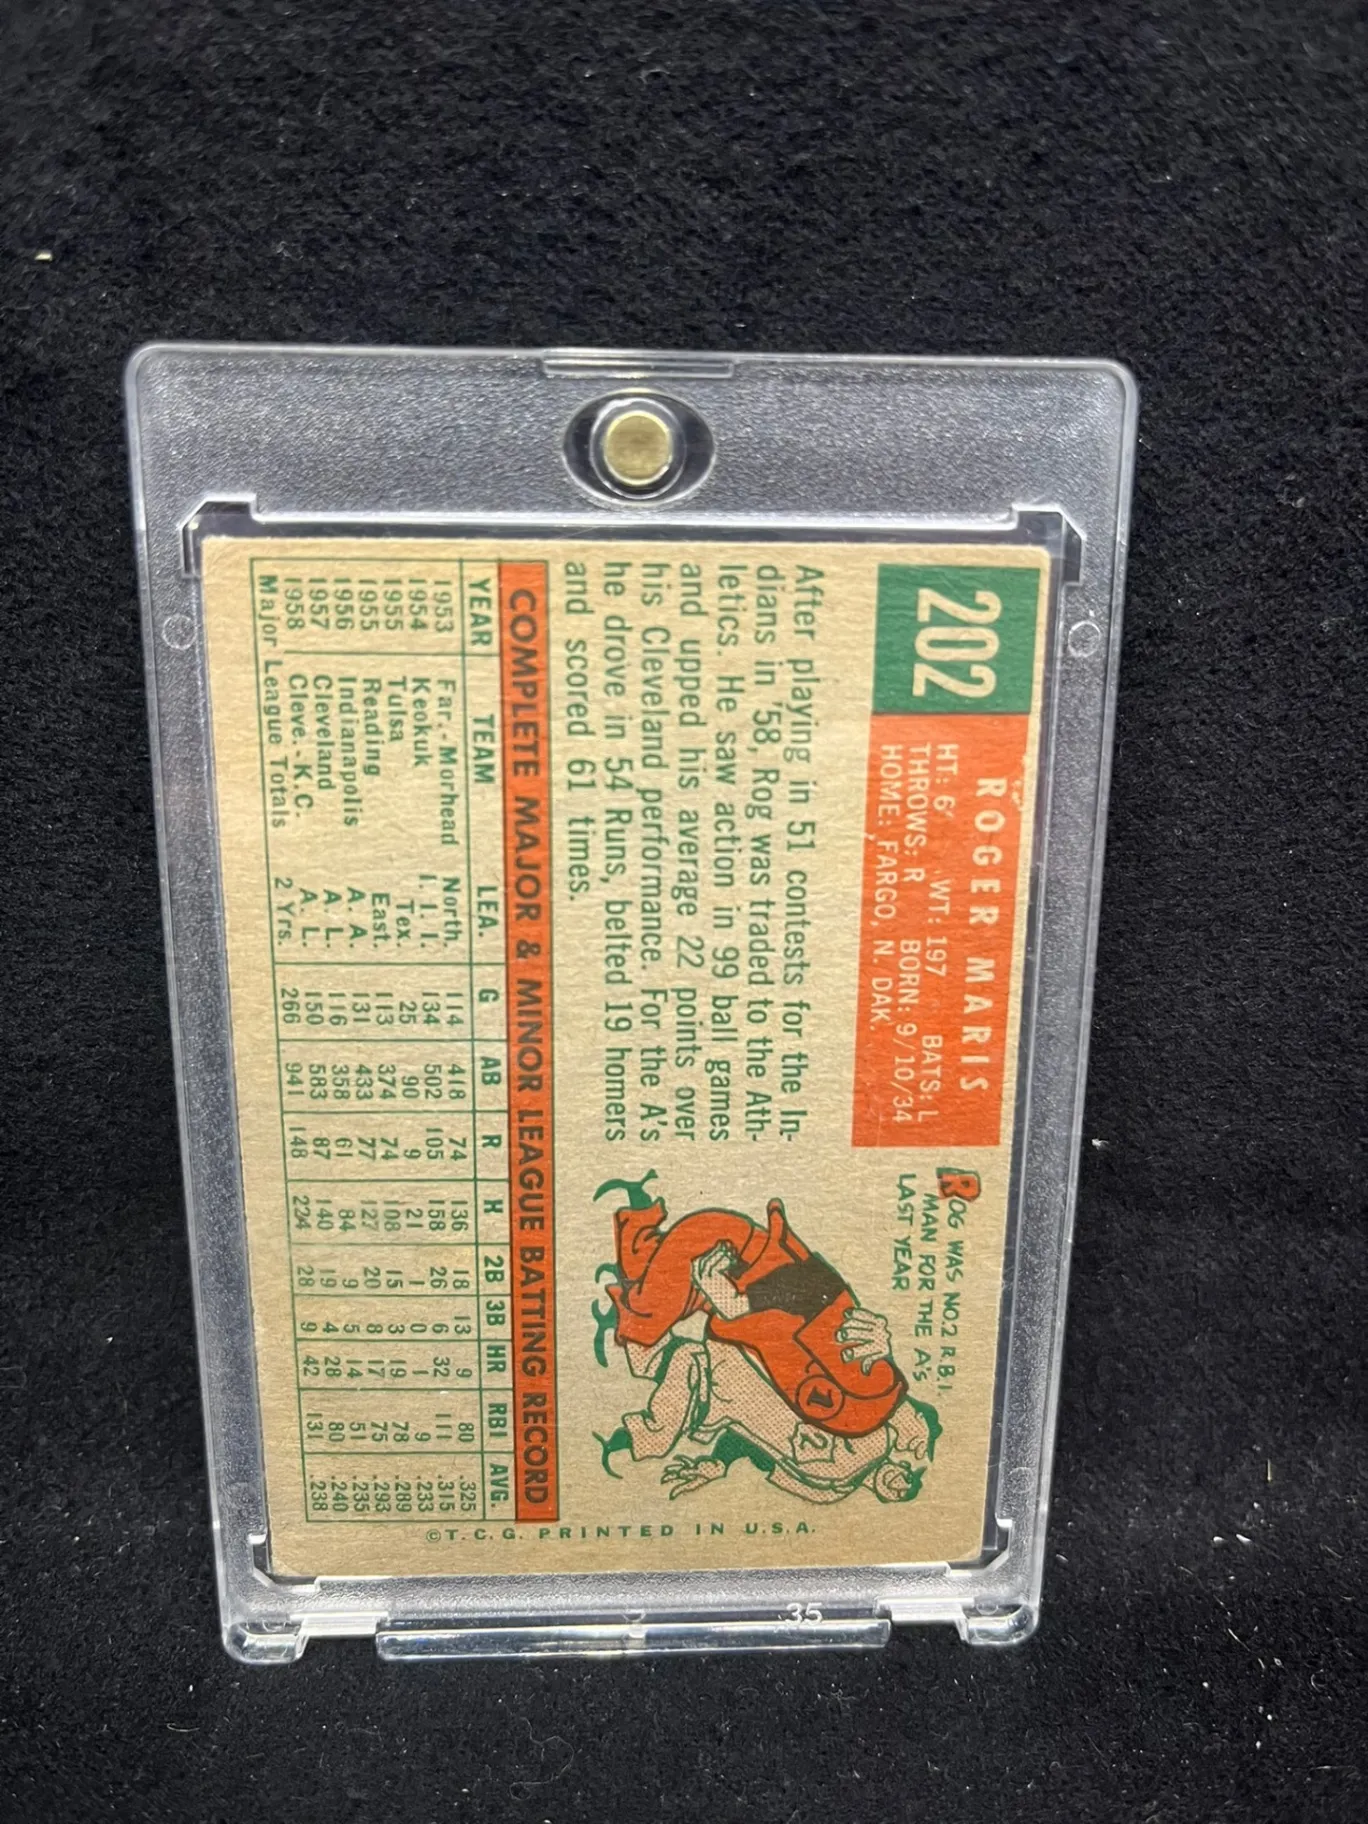 202
ROGER MARIS
HT: 6' WT: 197 BATS: L
THROWS: R BORN: 9/10/34
HOME: FARGO, N. DAK.
After playing in 51 contests for the In-
dians in '58, Rog was traded to the Ath-
letics. He saw action in 99 ball games
and upped his average 22 points over
his Cleveland performance. For the A's
he drove in 54 Runs, belted 19 homers
and scored 61 times.
ROG WAS NO. 2 R.B.I.
MAN FOR THE A's
LAST YEAR
1
2
COMPLETE MAJOR & MINOR LEAGUE BATTING RECORD
YEAR TEAM LEA. G AB R H 2B 3B HR RBI AVG.
1953 Far.-Morhead North. 114 418 74 136 18 13 9 80 .325
1954 Keokuk I. I. I. 134 502 105 158 26 6 32 111 .315
1955 Tulsa Tex. 25 90 9 21 1 0 1 9 .233
1955 Reading East. 113 374 74 108 15 3 19 78 .289
1956 Indianapolis A. A. 131 433 77 127 20 8 17 75 .293
1957 Cleveland A. L. 116 358 61 84 9 5 14 51 .235
1958 Cleve.-K.C. A. L. 150 583 87 140 19 4 28 80 .240
Major League Totals 2 Yrs. 266 941 148 224 28 9 42 131 .238
©T. C. G. PRINTED IN U.S.A.
35